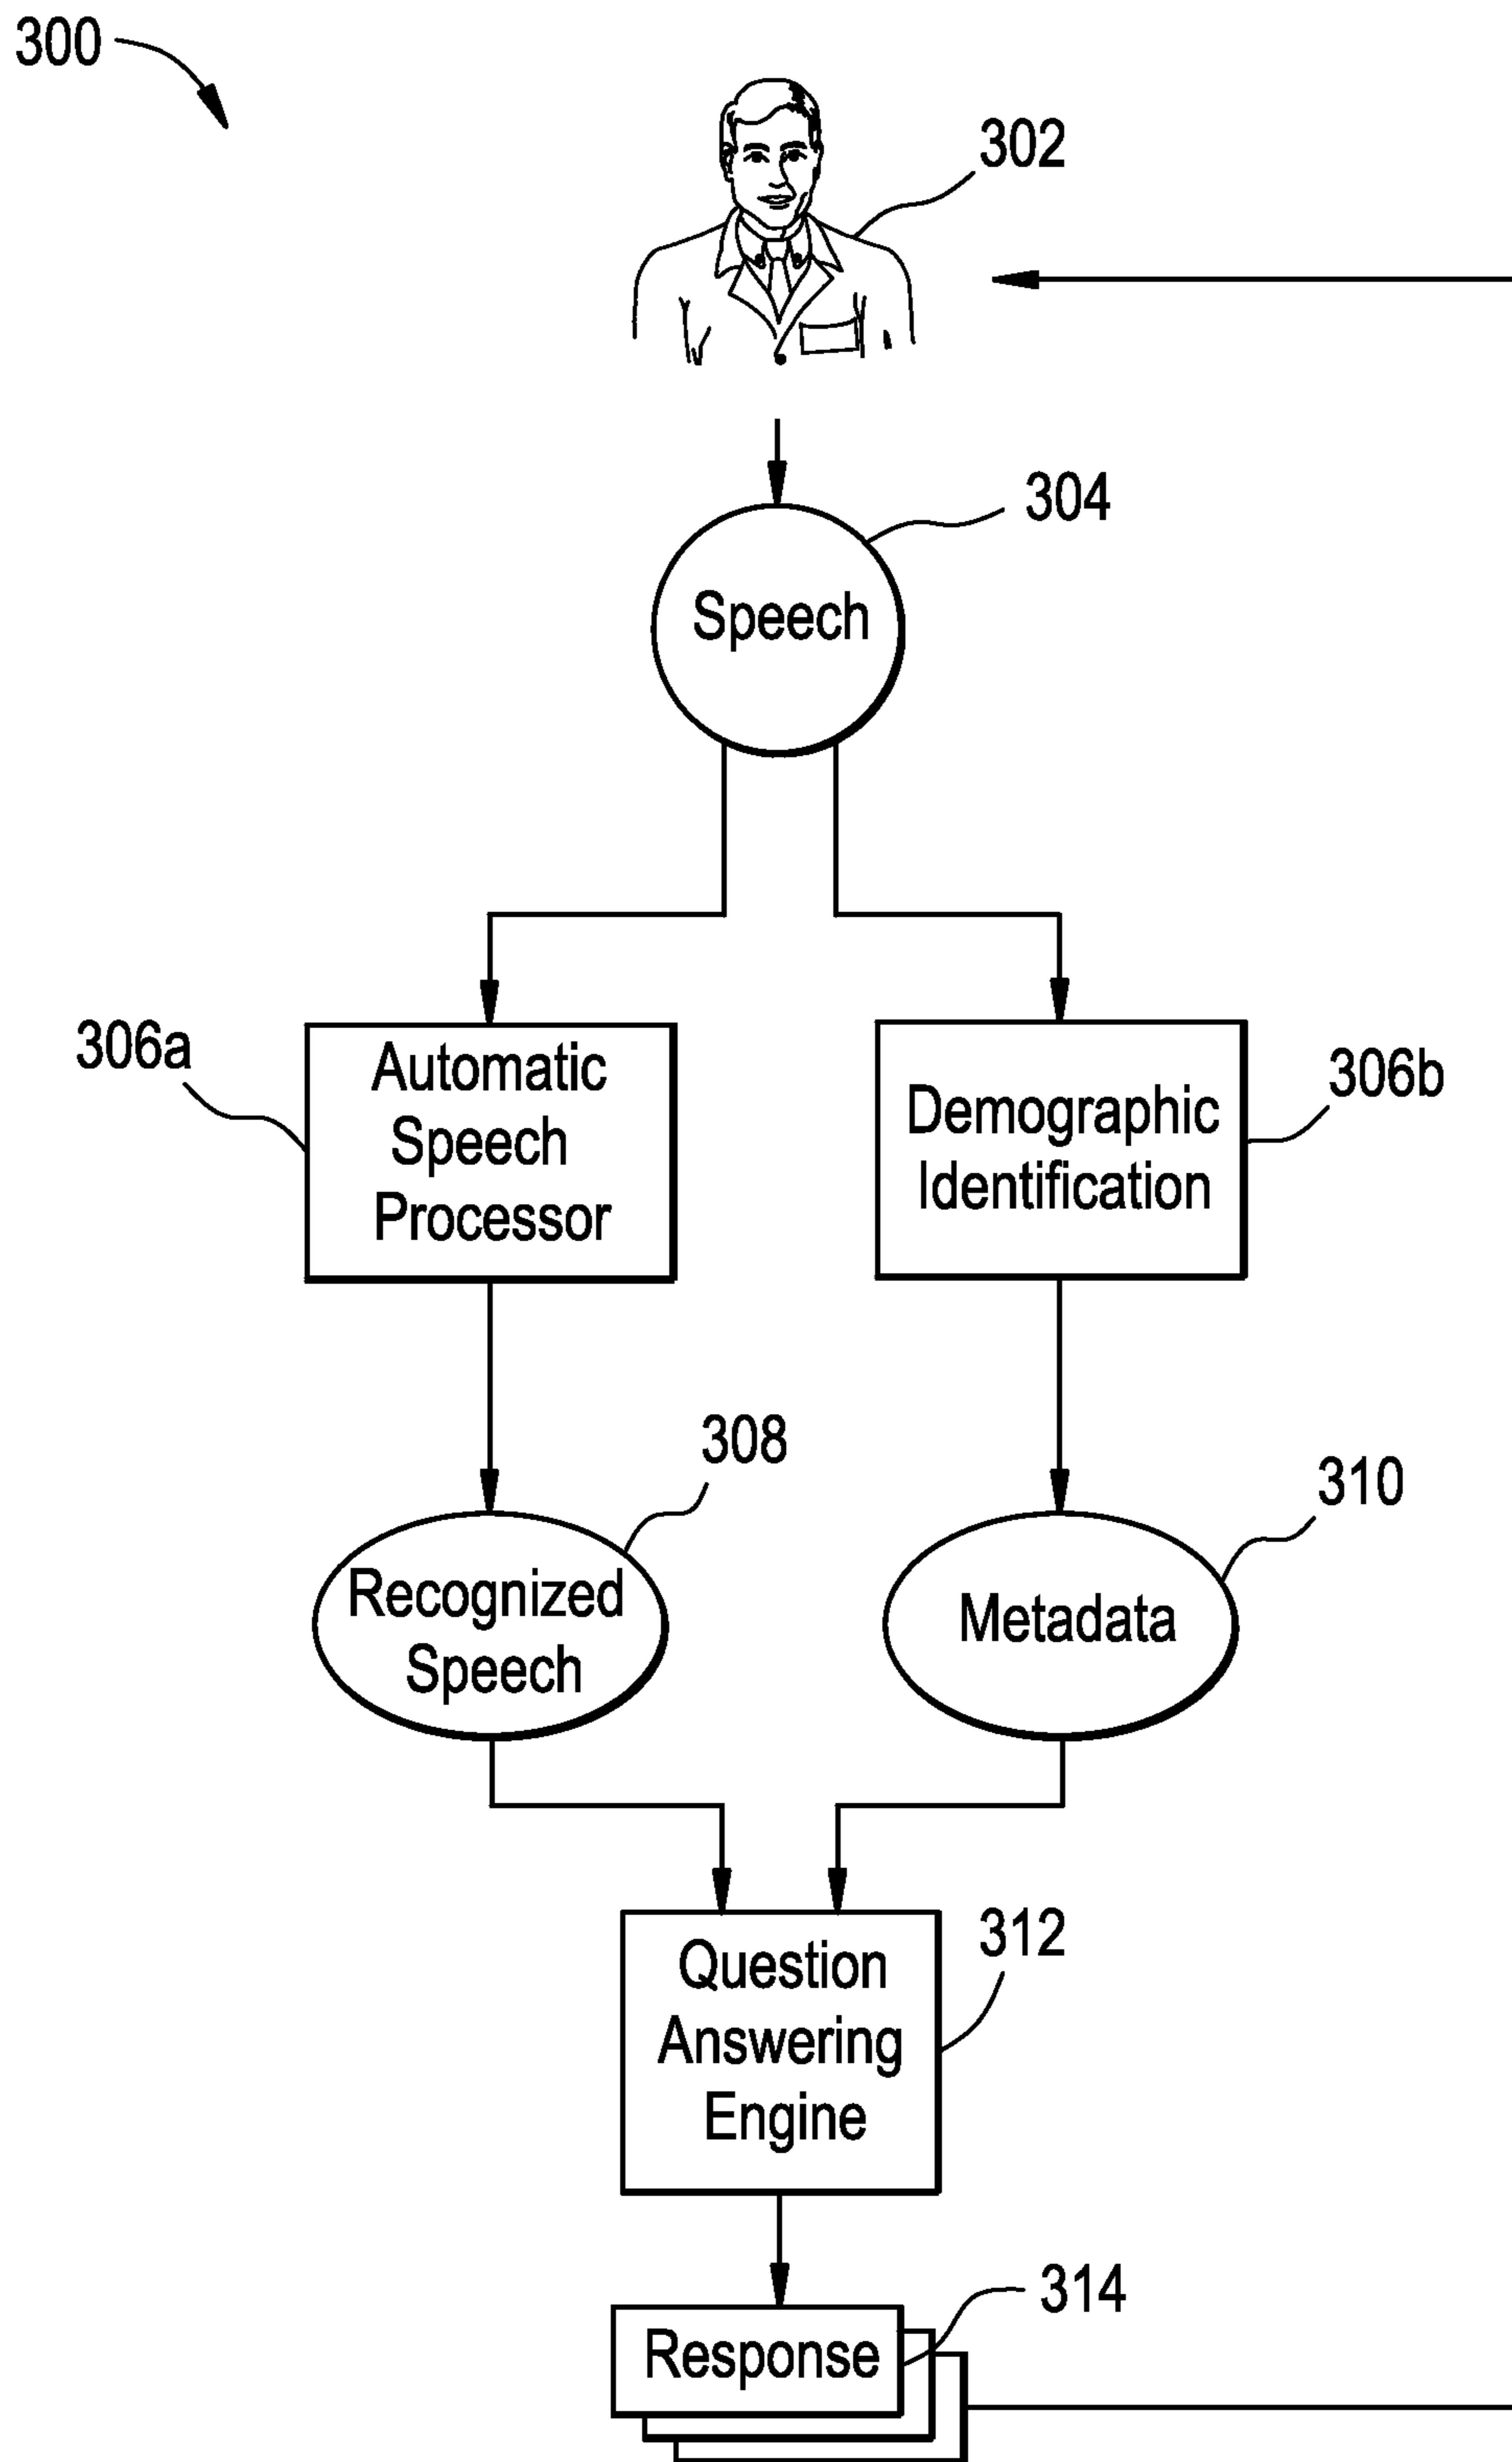 300
302
304
Speech
306a
Automatic
Speech
Processor
306b
Demographic
Identification
308
Recognized
Speech
310
Metadata
312
Question
Answering
Engine
314
Response